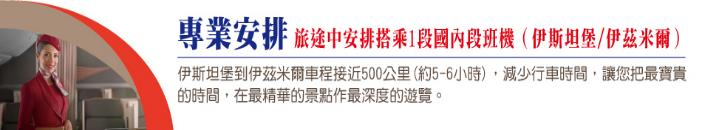 專業安排 旅途中安排搭乘1段國內段班機（伊斯坦堡/伊茲米爾）
伊斯坦堡到伊茲米爾車程接近500公里(約5-6小時)，減少行車時間，讓您把最寶貴
的時間，在最精華的景點作最深度的遊覽。